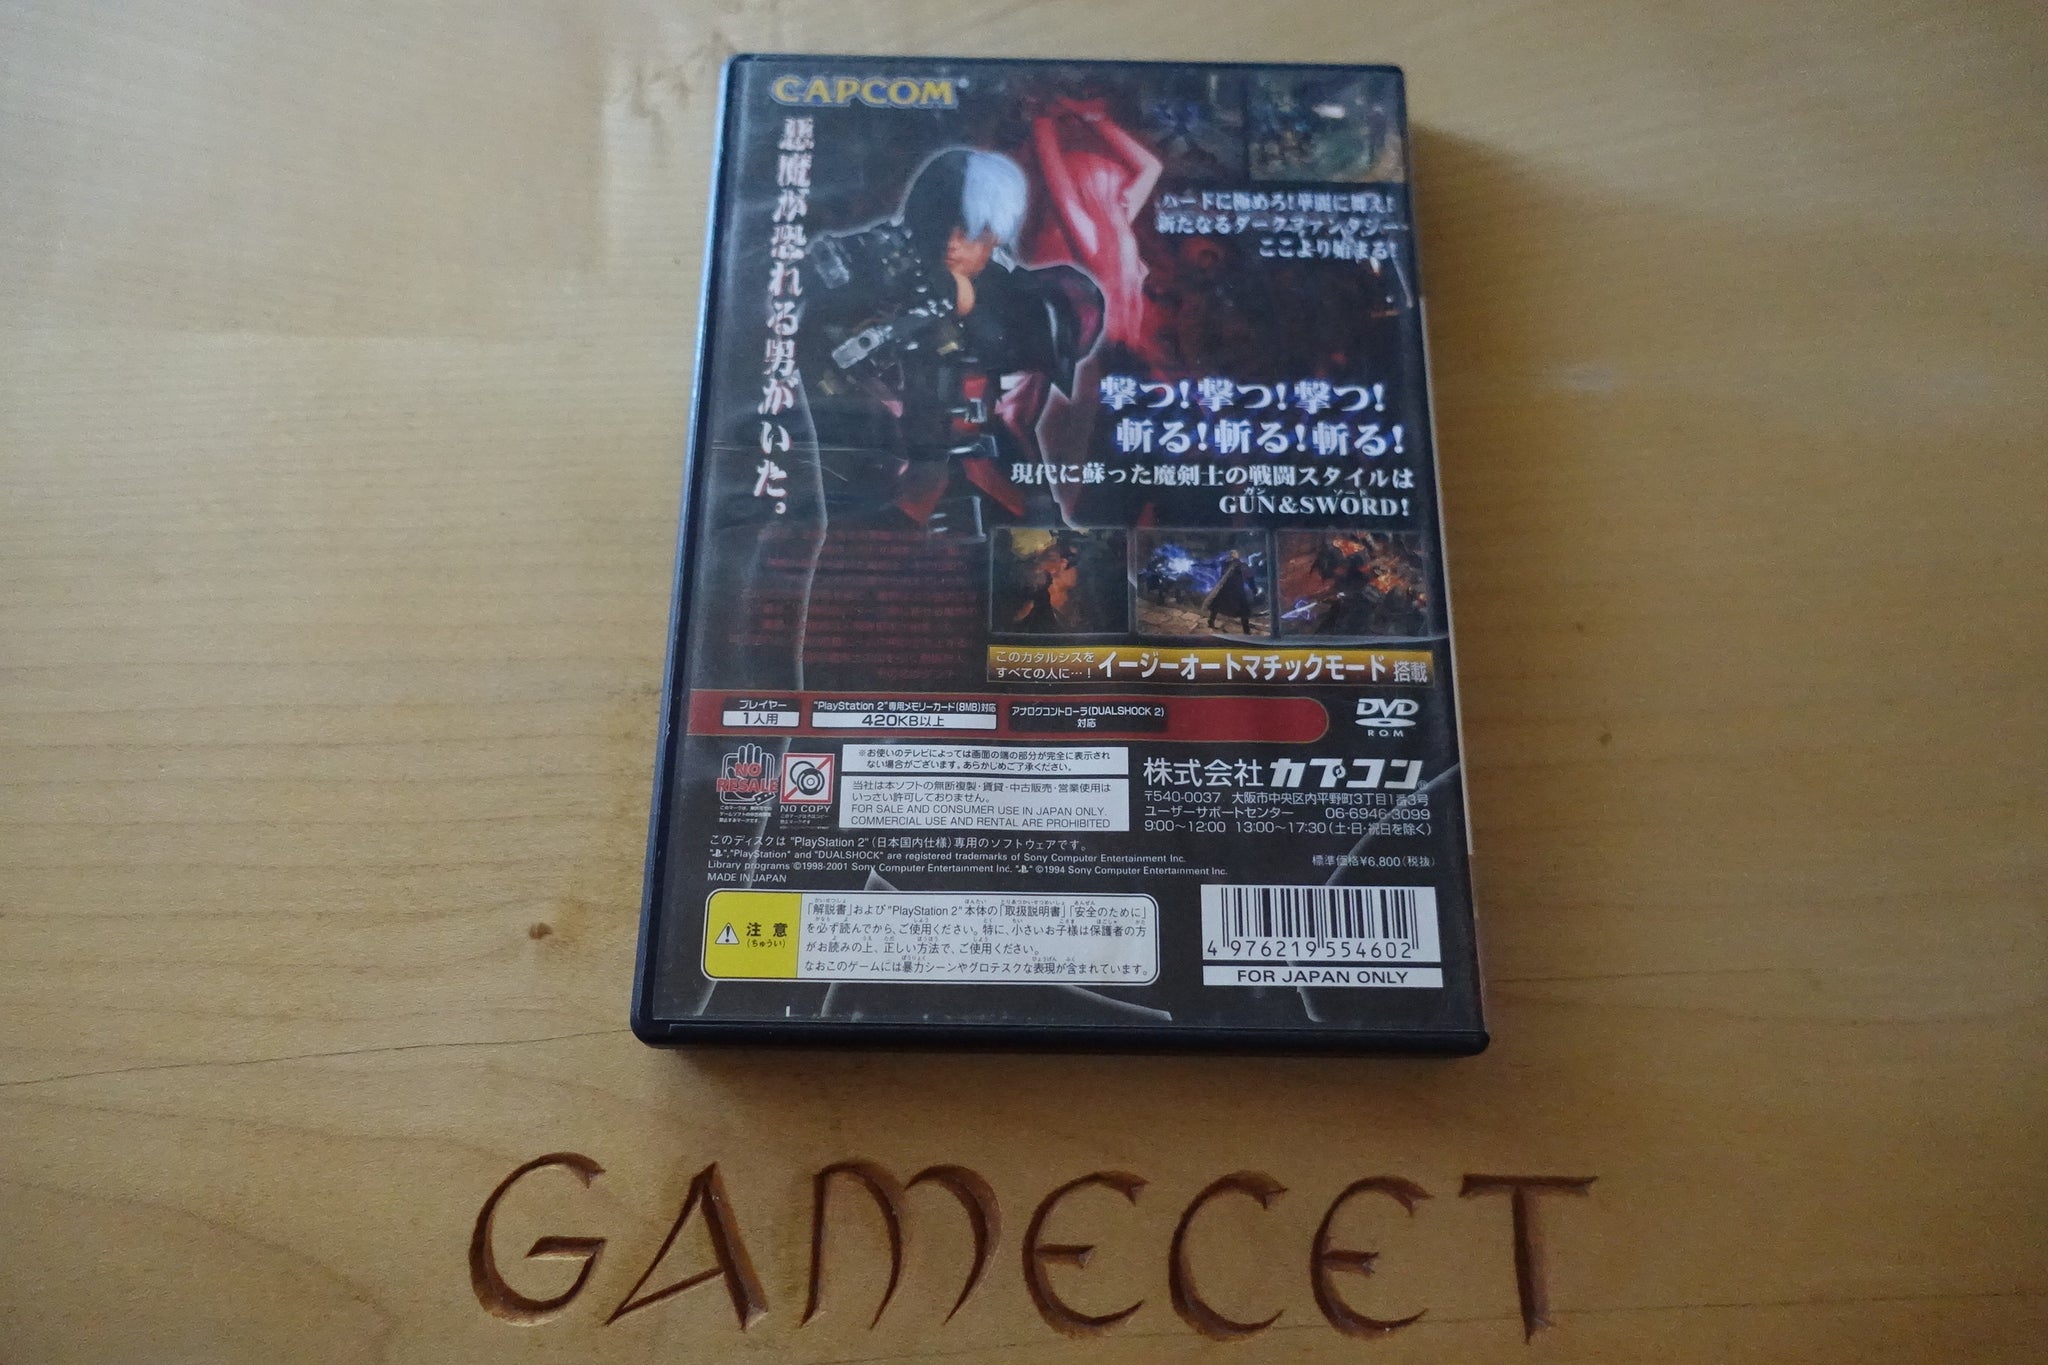 CAPCOM®
悪魔が恐れる男がいた。
ハードに極めろ!華麗に舞え!
新たなるダークファンタジー
ここより始まる!
撃つ!撃つ!撃つ!
斬る!斬る!斬る!
現代に蘇った魔剣士の戦闘スタイルは
ガン ソード
GUN&SWORD!
このカタルシスを
すべての人に…!
イージーオートマチックモード 搭載
プレイヤー
1人用
"PlayStation 2"専用メモリーカード(8MB)対応
420KB以上
アナログコントローラ(DUALSHOCK 2)
対応
DVD
ROM
NO
RESALE
NO COPY
※お使いのテレビによっては画面の端の部分が完全に表示され
ない場合がございます。あらかじめご了承ください。
当社は本ソフトの無断複製・賃貸・中古販売・営業使用は
いっさい許可しておりません。
FOR SALE AND CONSUMER USE IN JAPAN ONLY.
COMMERCIAL USE AND RENTAL ARE PROHIBITED
株式会社 カプコン®
〒540-0037 大阪市中央区内平野町3丁目1番3号
ユーザーサポートセンター 06-6946-3099
9:00～12:00 13:00～17:30(土・日・祝日を除く)
このディスクは "PlayStation 2"(日本国内仕様)専用のソフトウェアです。
"PlayStation" and "DUALSHOCK" are registered trademarks of Sony Computer Entertainment Inc.
Library programs ©1998-2001 Sony Computer Entertainment Inc. ©1994 Sony Computer Entertainment Inc.
MADE IN JAPAN
標準価格¥6,800(税抜)
注意
(ちゅうい)
「解説書」および"PlayStation 2"本体の「取扱説明書」「安全のために」
を必ず読んでから、ご使用ください。特に、小さいお子様は保護者の方
がお読みの上、正しい方法で、ご使用ください。
なおこのゲームには暴力シーンやグロテスクな表現が含まれています。
4 976219 554602
FOR JAPAN ONLY
GAMECET